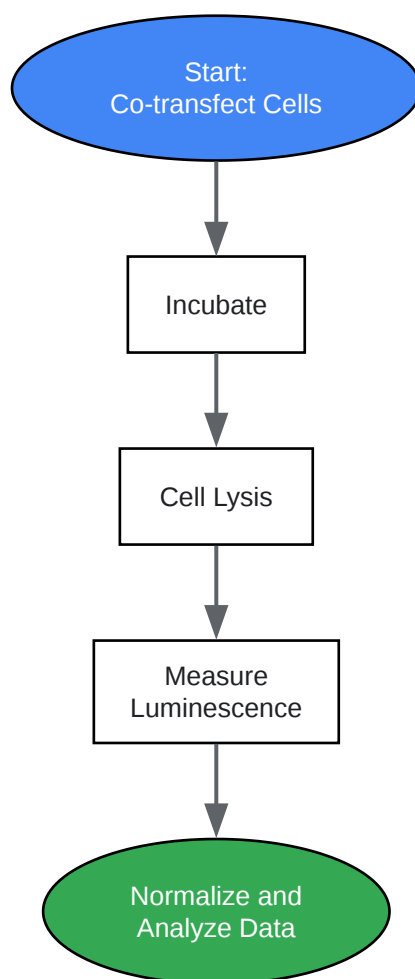 Start:
Co-transfect Cells
Incubate
Cell Lysis
Measure
Luminescence
Normalize and
Analyze Data